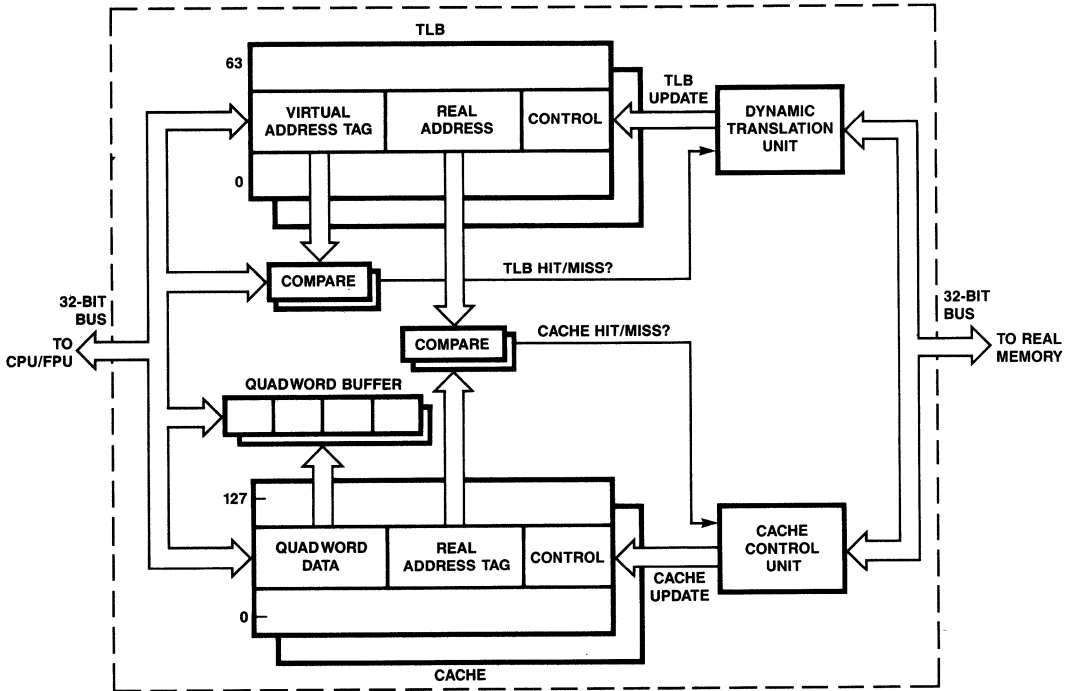 TLB
63
VIRTUAL
ADDRESS TAG
REAL
ADDRESS
CONTROL
0
TLB
UPDATE
DYNAMIC
TRANSLATION
UNIT
COMPARE
TLB HIT/MISS?
32-BIT
BUS
TO
CPU/FPU
COMPARE
CACHE HIT/MISS?
32-BIT
BUS
TO REAL
MEMORY
QUADWORD BUFFER
127
QUADWORD
DATA
REAL
ADDRESS TAG
CONTROL
0
CACHE
UPDATE
CACHE
CONTROL
UNIT
CACHE